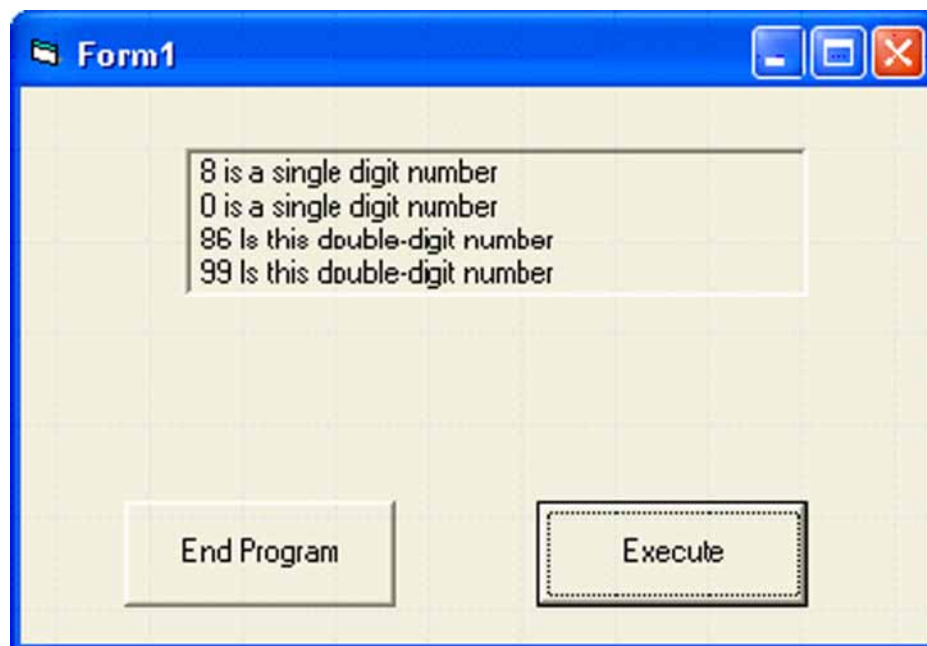 Form1
8 is a single digit number
0 is a single digit number
86 Is this double-digit number
99 Is this double-digit number
End Program
Execute